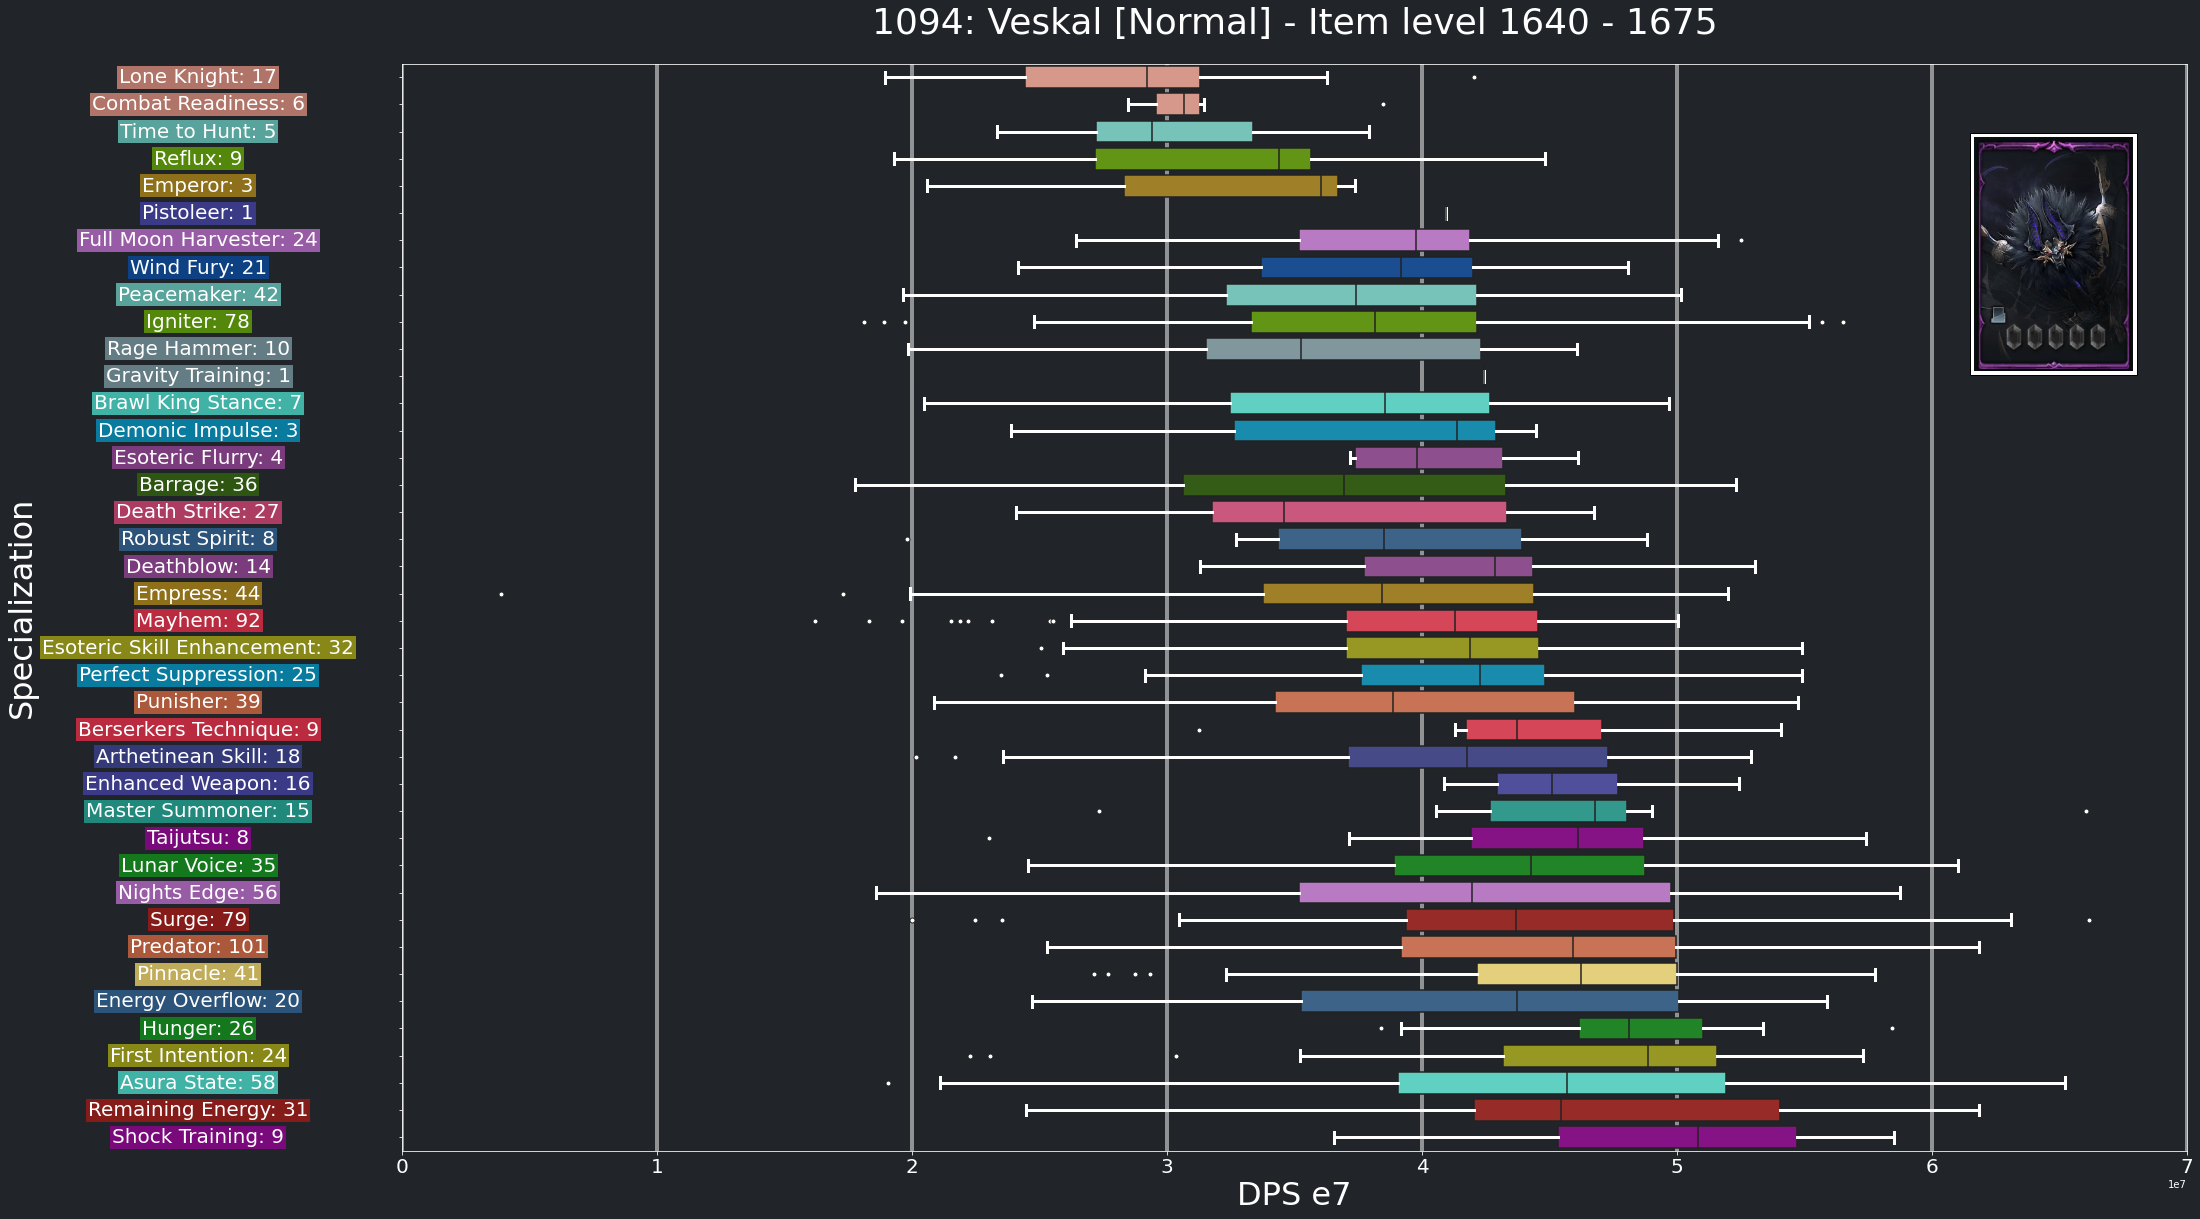 1094: Veskal [Normal] - Item level 1640 - 1675
Specialization
Lone Knight: 17
Combat Readiness: 6
Time to Hunt: 5
Reflux: 9
Emperor: 3
Pistoleer: 1
Full Moon Harvester: 24
Wind Fury: 21
Peacemaker: 42
Igniter: 78
Rage Hammer: 10
Gravity Training: 1
Brawl King Stance: 7
Demonic Impulse: 3
Esoteric Flurry: 4
Barrage: 36
Death Strike: 27
Robust Spirit: 8
Deathblow: 14
Empress: 44
Mayhem: 92
Esoteric Skill Enhancement: 32
Perfect Suppression: 25
Punisher: 39
Berserkers Technique: 9
Arthetinean Skill: 18
Enhanced Weapon: 16
Master Summoner: 15
Taijutsu: 8
Lunar Voice: 35
Nights Edge: 56
Surge: 79
Predator: 101
Pinnacle: 41
Energy Overflow: 20
Hunger: 26
First Intention: 24
Asura State: 58
Remaining Energy: 31
Shock Training: 9
0 1 2 3 4 5 6 7
1e7
DPS e7